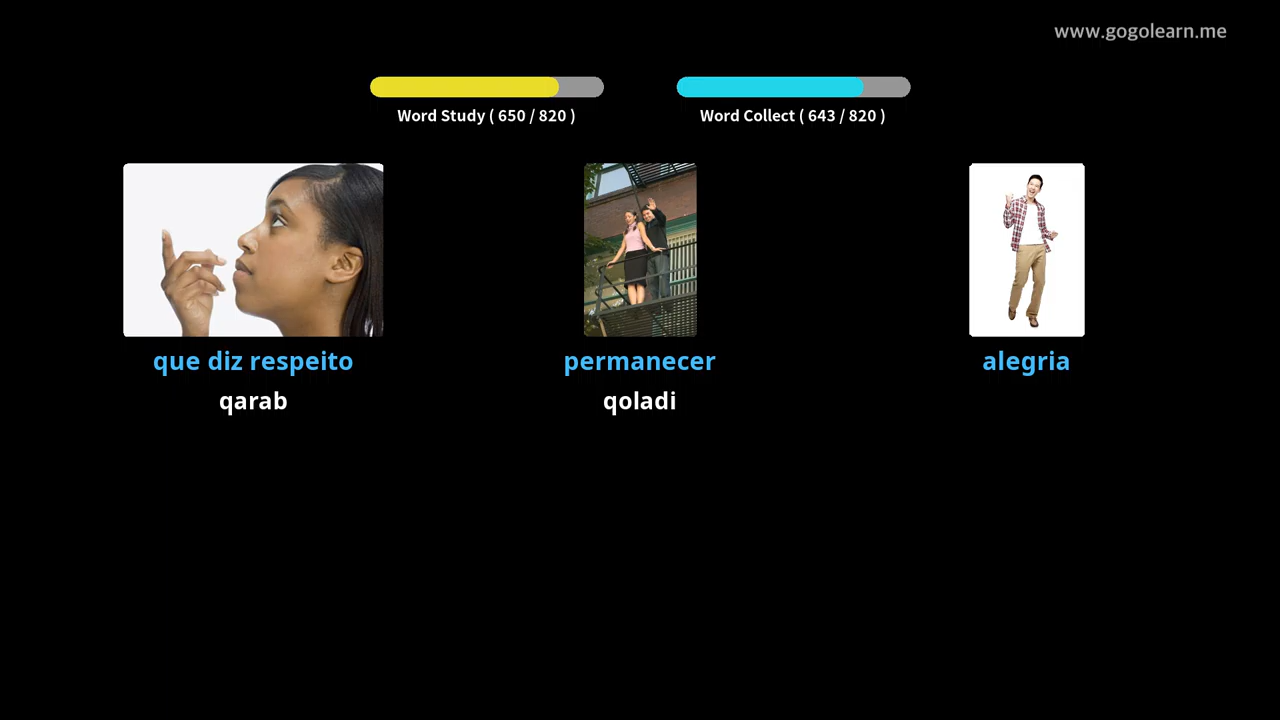 www.gogolearn.me
Word Study ( 650 / 820 )
Word Collect ( 643 / 820 )
que diz respeito
permanecer
alegria
qarab
qoladi